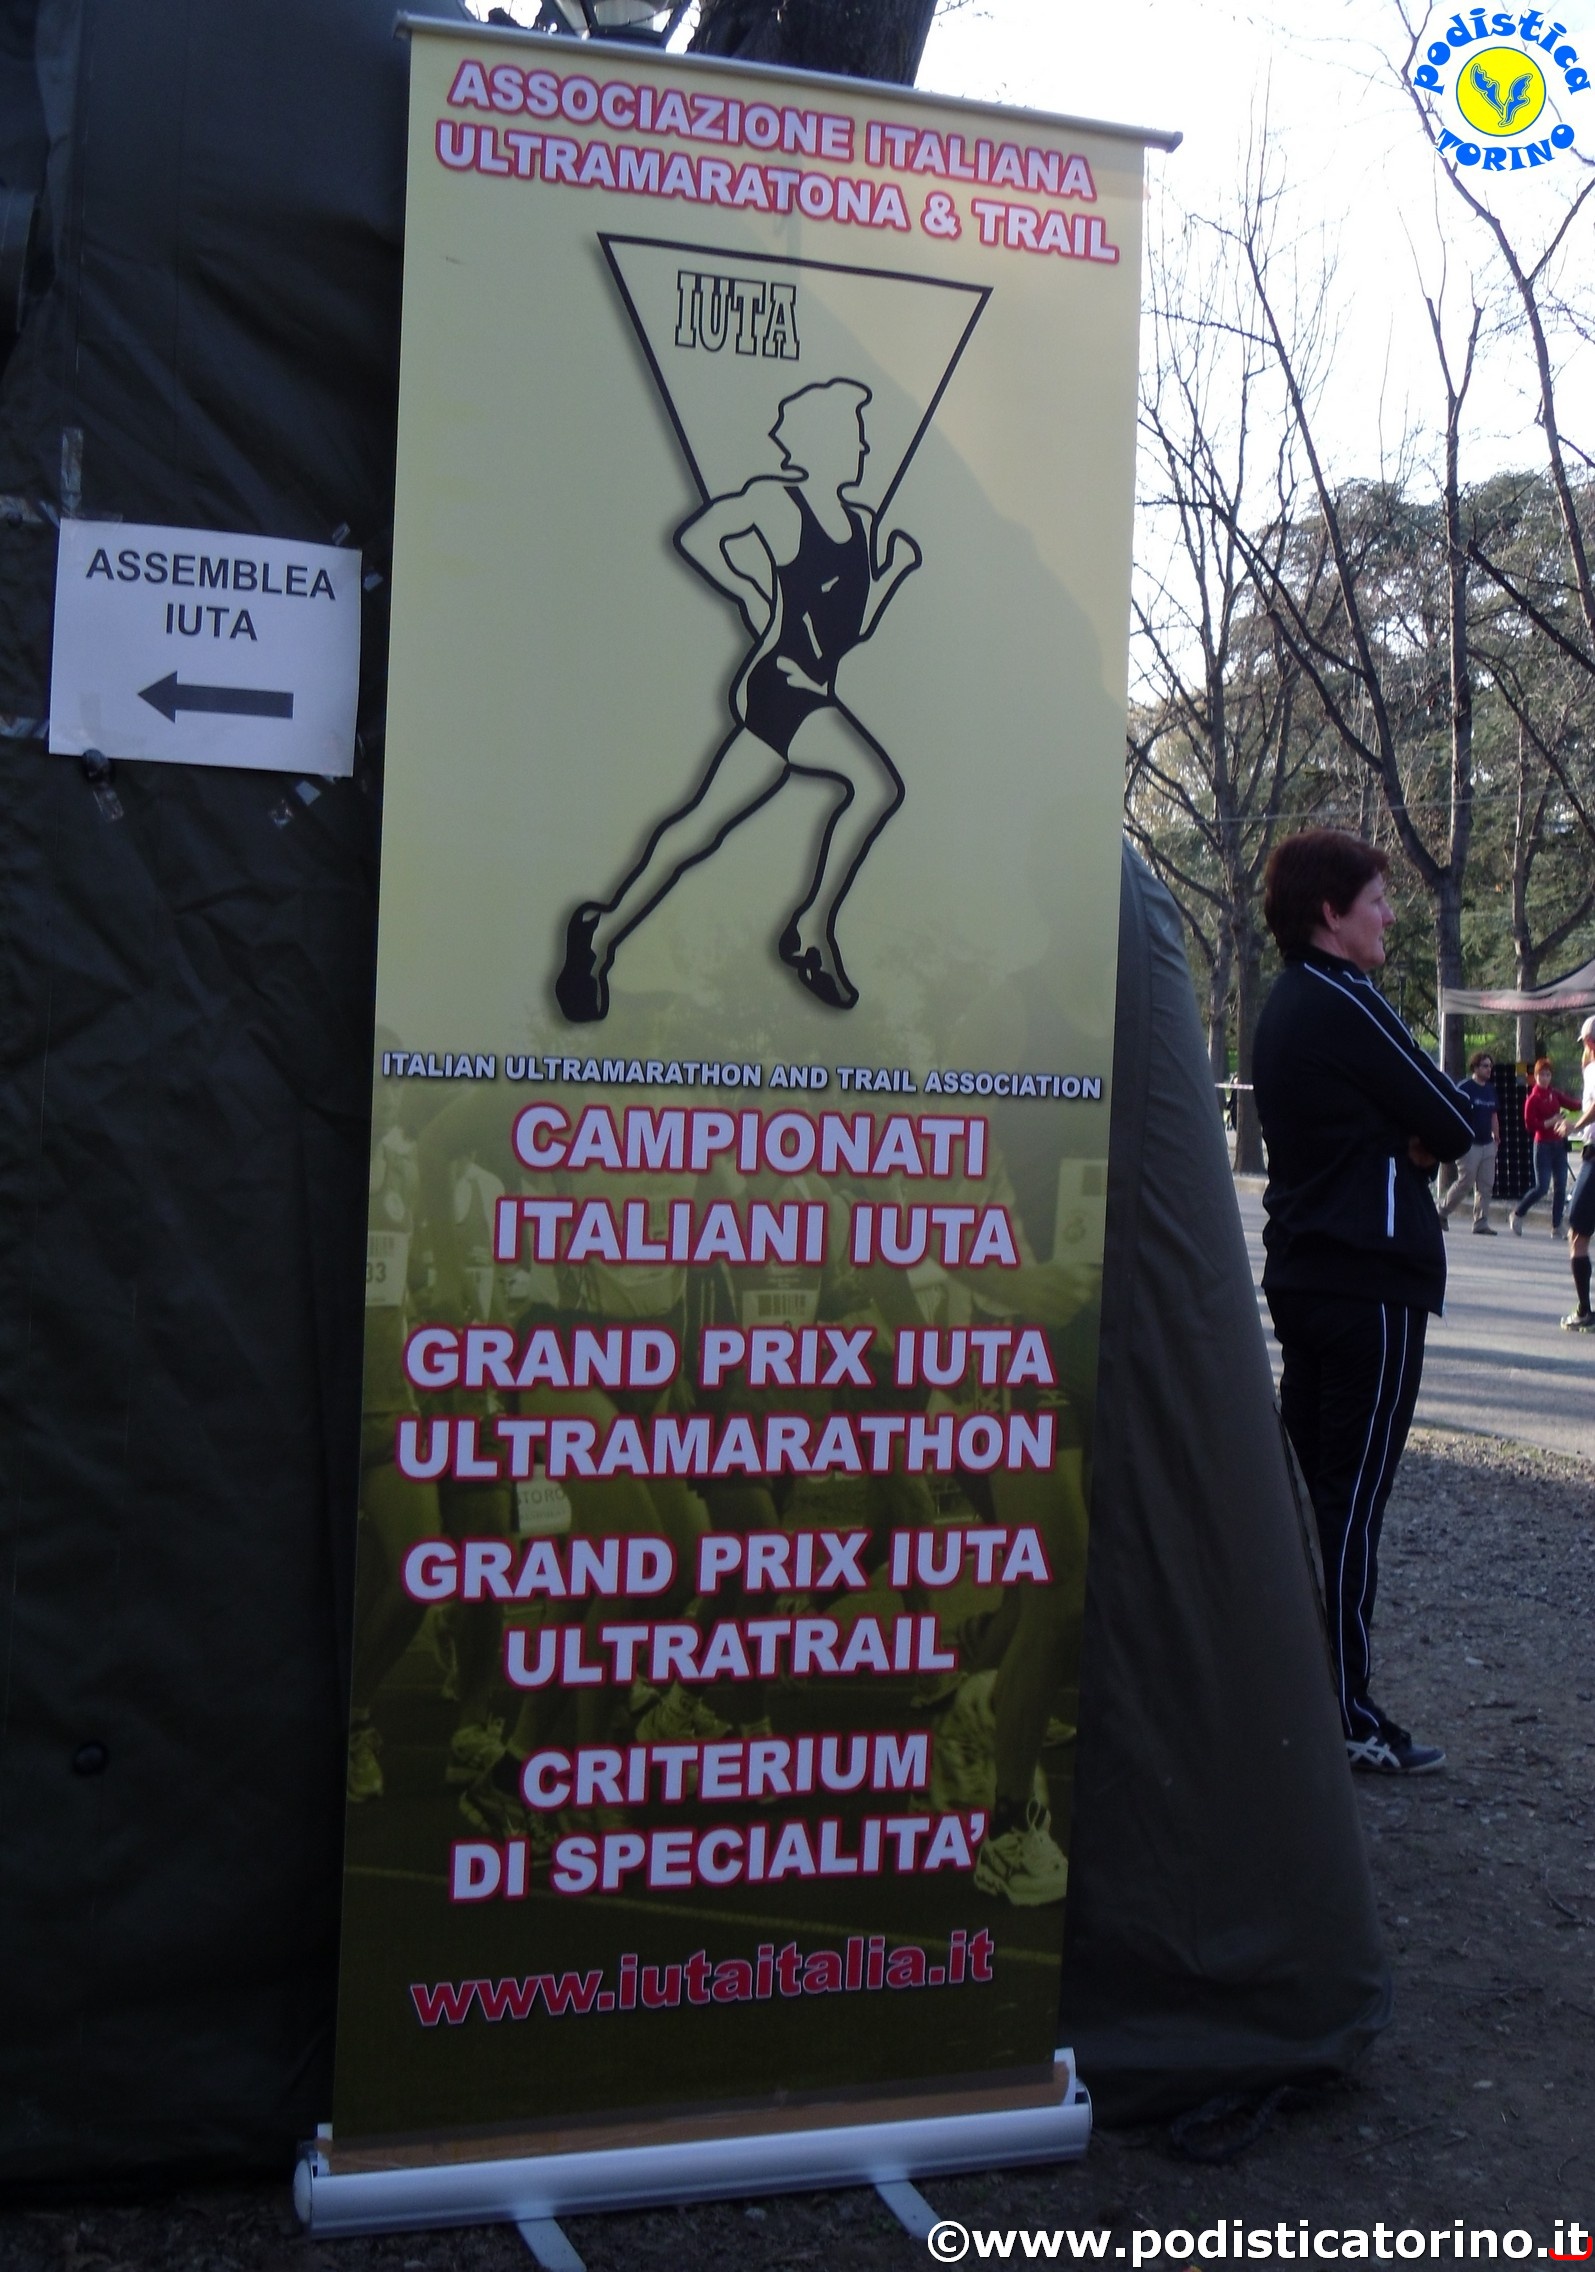 podistica
TORINO
ASSOCIAZIONE ITALIANA
ULTRAMARATONA & TRAIL
IUTA
ASSEMBLEA
IUTA
ITALIAN ULTRAMARATHON AND TRAIL ASSOCIATION
CAMPIONATI
ITALIANI IUTA
GRAND PRIX IUTA
ULTRAMARATHON
GRAND PRIX IUTA
ULTRATRAIL
CRITERIUM
DI SPECIALITA'
www.iutaitalia.it
©www.podisticatorino.it